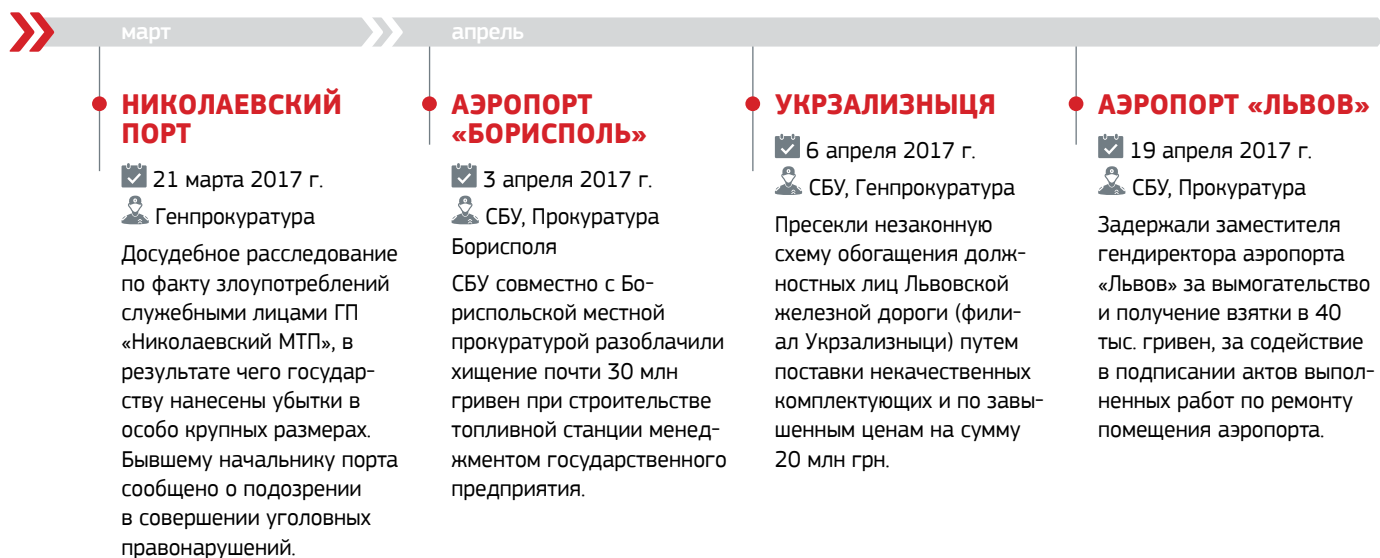 март
апрель
НИКОЛАЕВСКИЙ
ПОРТ
21 марта 2017 г.
Генпрокуратура
Досудебное расследование
по факту злоупотреблений
служебными лицами ГП
«Николаевский МТП», в
результате чего государ-
ству нанесены убытки в
особо крупных размерах.
Бывшему начальнику порта
сообщено о подозрении
в совершении уголовных
правонарушений.
АЭРОПОРТ
«БОРИСПОЛЬ»
3 апреля 2017 г.
СБУ, Прокуратура
Борисполя
СБУ совместно с Бо-
риспольской местной
прокуратурой разоблачили
хищение почти 30 млн
гривен при строительстве
топливной станции менед-
жментом государственного
предприятия.
УКРЗАЛИЗНЫЦЯ
6 апреля 2017 г.
СБУ, Генпрокуратура
Пресекли незаконную
схему обогащения долж-
ностных лиц Львовской
железной дороги (фили-
ал Укрзализныци) путем
поставки некачественных
комплектующих и по завы-
шенным ценам на сумму
20 млн грн.
АЭРОПОРТ «ЛЬВОВ»
19 апреля 2017 г.
СБУ, Прокуратура
Задержали заместителя
гендиректора аэропорта
«Львов» за вымогательство
и получение взятки в 40
тыс. гривен, за содействие
в подписании актов выпол-
ненных работ по ремонту
помещения аэропорта.